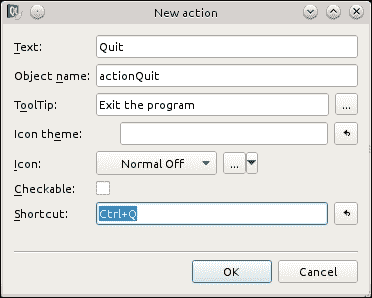 New action
Text: Quit
Object name: actionQuit
ToolTip: Exit the program ...
Icon theme:
Icon: Normal Off ...
Checkable:
Shortcut: Ctrl+Q
OK Cancel